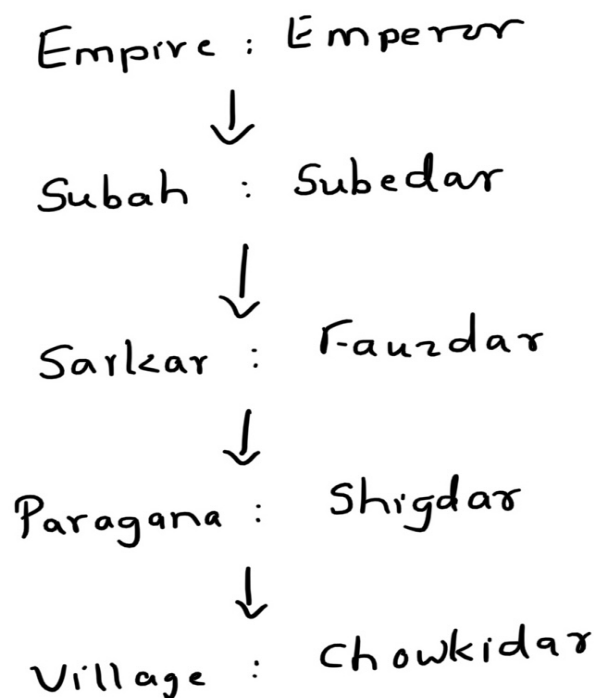 Empire : Emperor
Subah : Subedar
Sarkar : Fauzdar
Paragana : Shigdar
Village : Chowkidar